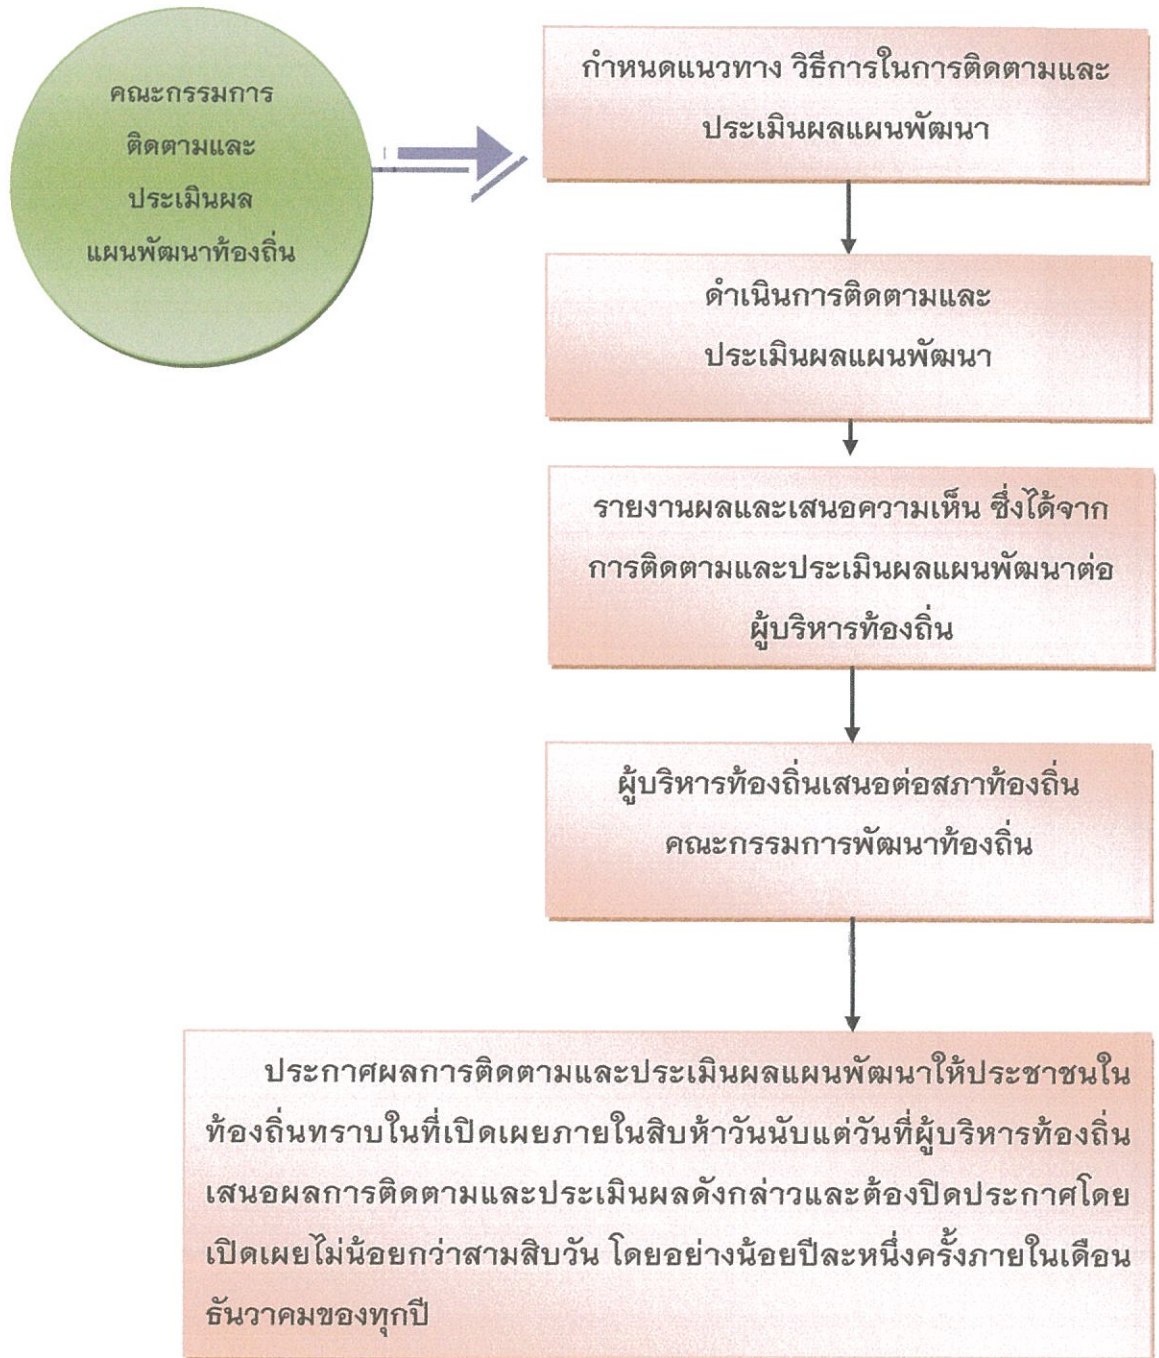 คณะกรรมการ
ติดตามและ
ประเมินผล
แผนพัฒนาท้องถิ่น
กำหนดแนวทาง วิธีการในการติดตามและ
ประเมินผลแผนพัฒนา
ดำเนินการติดตามและ
ประเมินผลแผนพัฒนา
รายงานผลและเสนอความเห็น ซึ่งได้จาก
การติดตามและประเมินผลแผนพัฒนาต่อ
ผู้บริหารท้องถิ่น
ผู้บริหารท้องถิ่นเสนอต่อสภาท้องถิ่น
คณะกรรมการพัฒนาท้องถิ่น
ประกาศผลการติดตามและประเมินผลแผนพัฒนาให้ประชาชนใน
ท้องถิ่นทราบในที่เปิดเผยภายในสิบห้าวันนับแต่วันที่ผู้บริหารท้องถิ่น
เสนอผลการติดตามและประเมินผลดังกล่าวและต้องปิดประกาศโดย
เปิดเผยไม่น้อยกว่าสามสิบวัน โดยอย่างน้อยปีละหนึ่งครั้งภายในเดือน
ธันวาคมของทุกปี